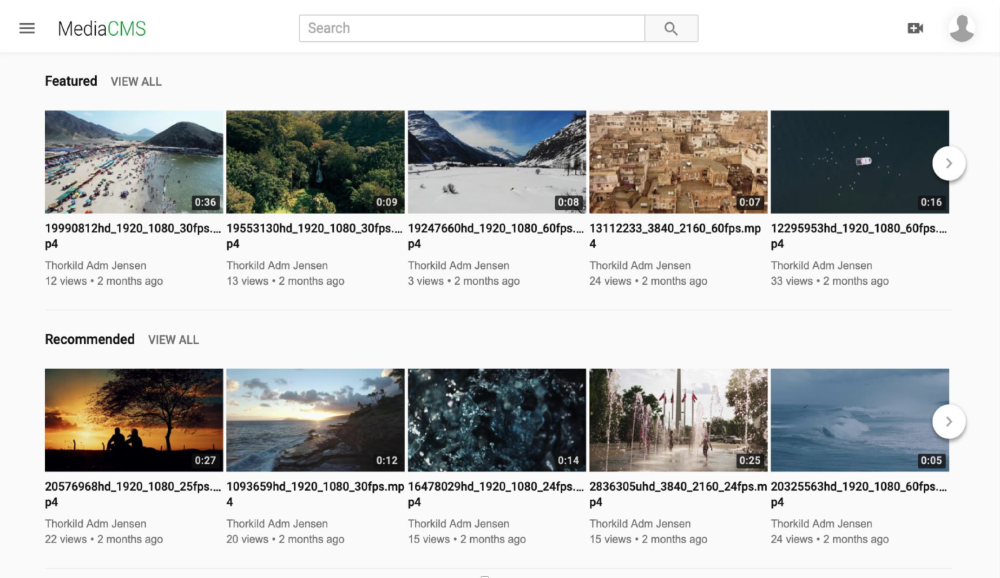 MediaCMS
Search
Featured VIEW ALL
0:36 0:09 0:08 0:07 0:16
19990812hd_1920_1080_30fps.... 19553130hd_1920_1080_30fps.... 19247660hd_1920_1080_60fps.... 13112233_3840_2160_60fps.mp 12295953hd_1920_1080_60fps....
p4 p4 p4 4 p4
Thorkild Adm Jensen Thorkild Adm Jensen Thorkild Adm Jensen Thorkild Adm Jensen Thorkild Adm Jensen
12 views • 2 months ago 13 views • 2 months ago 3 views • 2 months ago 24 views • 2 months ago 33 views • 2 months ago
Recommended VIEW ALL
0:27 0:12 0:14 0:25 0:05
20576968hd_1920_1080_25fps.... 1093659hd_1920_1080_30fps.mp 16478029hd_1920_1080_24fps.... 2836305uhd_3840_2160_24fps.m 20325563hd_1920_1080_60fps....
p4 4 p4 p4 p4
Thorkild Adm Jensen Thorkild Adm Jensen Thorkild Adm Jensen Thorkild Adm Jensen Thorkild Adm Jensen
22 views • 2 months ago 20 views • 2 months ago 15 views • 2 months ago 15 views • 2 months ago 24 views • 2 months ago